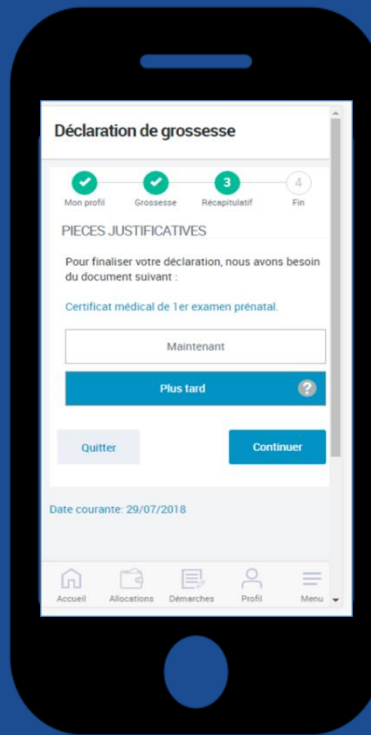 Déclaration de grossesse
3
4
Mon profil
Grossesse
Récapitulatif
Fin
PIECES JUSTIFICATIVES
Pour finaliser votre déclaration, nous avons besoin
du document suivant :
Certificat médical de 1er examen prénatal.
Maintenant
Plus tard
?
Quitter
Continuer
Date courante: 29/07/2018
Accueil
Allocations
Démarches
Profil
Menu